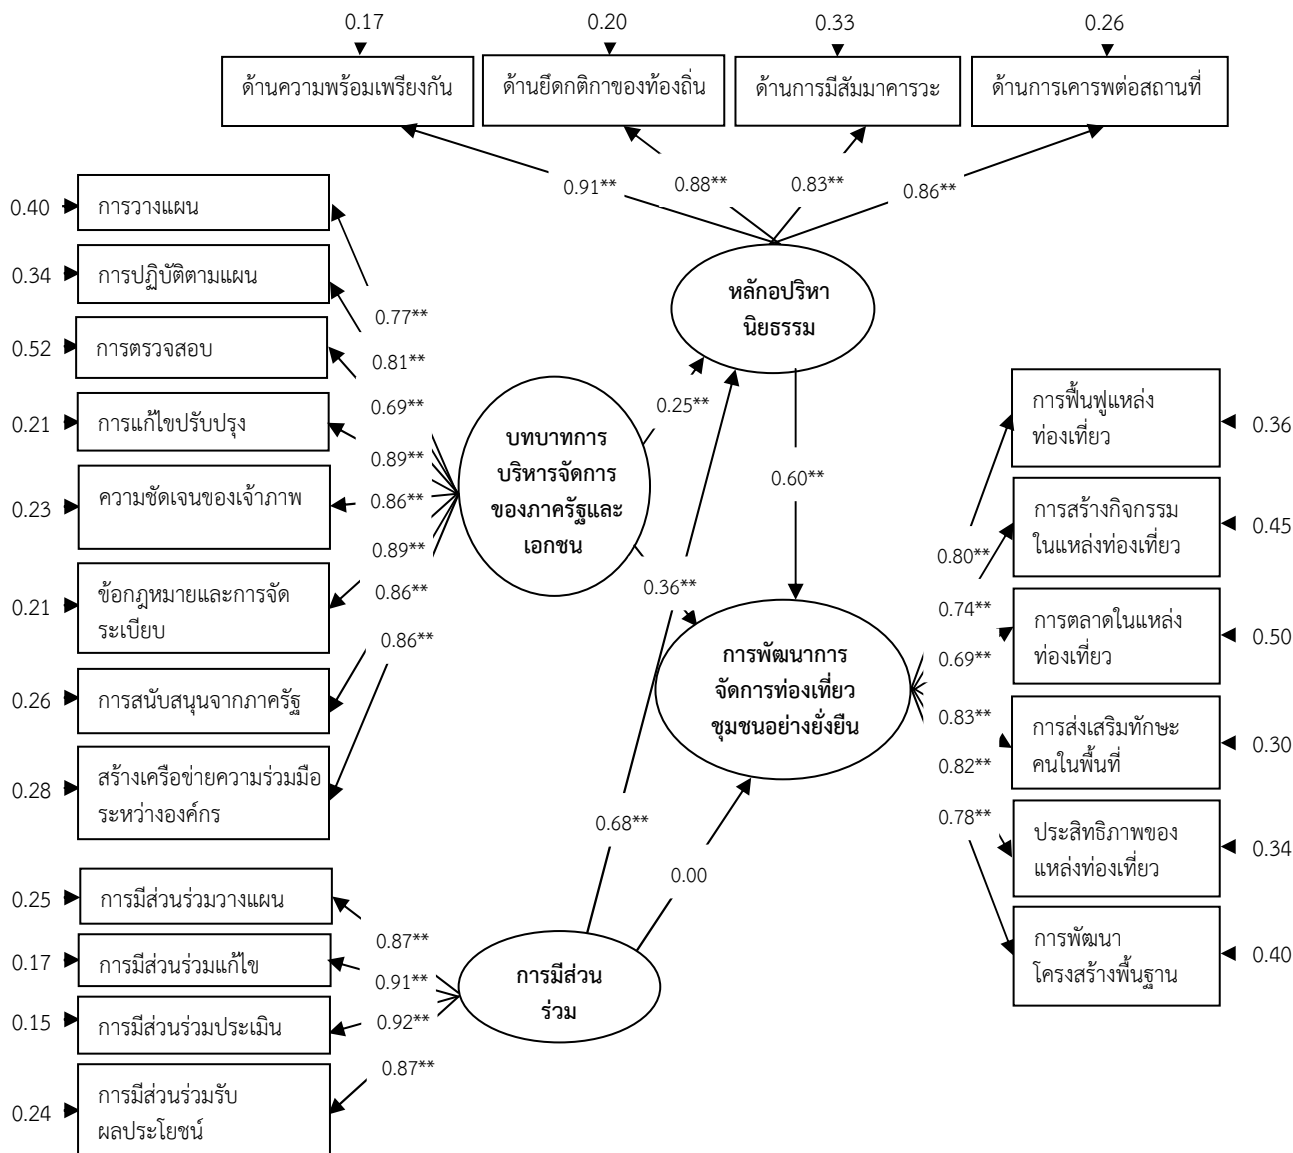 0.17
0.20
0.33
0.26
ด้านความพร้อมเพรียงกัน
ด้านยึดกติกาของท้องถิ่น
ด้านการมีสัมมาคารวะ
ด้านการเคารพต่อสถานที่
0.91**
0.88**
0.83**
0.86**
0.40
การวางแผน
0.34
การปฏิบัติตามแผน
0.52
การตรวจสอบ
0.21
การแก้ไขปรับปรุง
0.23
ความชัดเจนของเจ้าภาพ
0.21
ข้อกฎหมายและการจัด
ระเบียบ
0.26
การสนับสนุนจากภาครัฐ
0.28
สร้างเครือข่ายความร่วมมือ
ระหว่างองค์กร
0.77**
0.81**
0.69**
0.89**
0.86**
0.89**
0.86**
0.86**
บทบาทการ
บริหารจัดการ
ของภาครัฐและ
เอกชน
หลักอปริหา
นิยธรรม
0.25**
0.60**
0.36**
0.68**
0.00
การพัฒนาการ
จัดการท่องเที่ยว
ชุมชนอย่างยั่งยืน
0.80**
0.74**
0.69**
0.83**
0.82**
0.78**
การฟื้นฟูแหล่ง
ท่องเที่ยว
0.36
การสร้างกิจกรรม
ในแหล่งท่องเที่ยว
0.45
การตลาดในแหล่ง
ท่องเที่ยว
0.50
การส่งเสริมทักษะ
คนในพื้นที่
0.30
ประสิทธิภาพของ
แหล่งท่องเที่ยว
0.34
การพัฒนา
โครงสร้างพื้นฐาน
0.40
0.25
การมีส่วนร่วมวางแผน
0.17
การมีส่วนร่วมแก้ไข
0.15
การมีส่วนร่วมประเมิน
0.24
การมีส่วนร่วมรับ
ผลประโยชน์
0.87**
0.91**
0.92**
0.87**
การมีส่วน
ร่วม